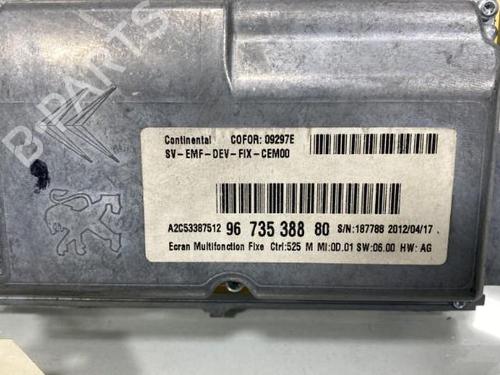 B-PARTS
Continental COFOR: 09297E
SV-EMF-DEV-FIX-CEM00
A2C53387512 96 735 388 80 S/N:187788 2012/04/17
Ecran Multifonction Fixe Ctrl:525 M MI:0D.01 SW:06.00 HW: AG